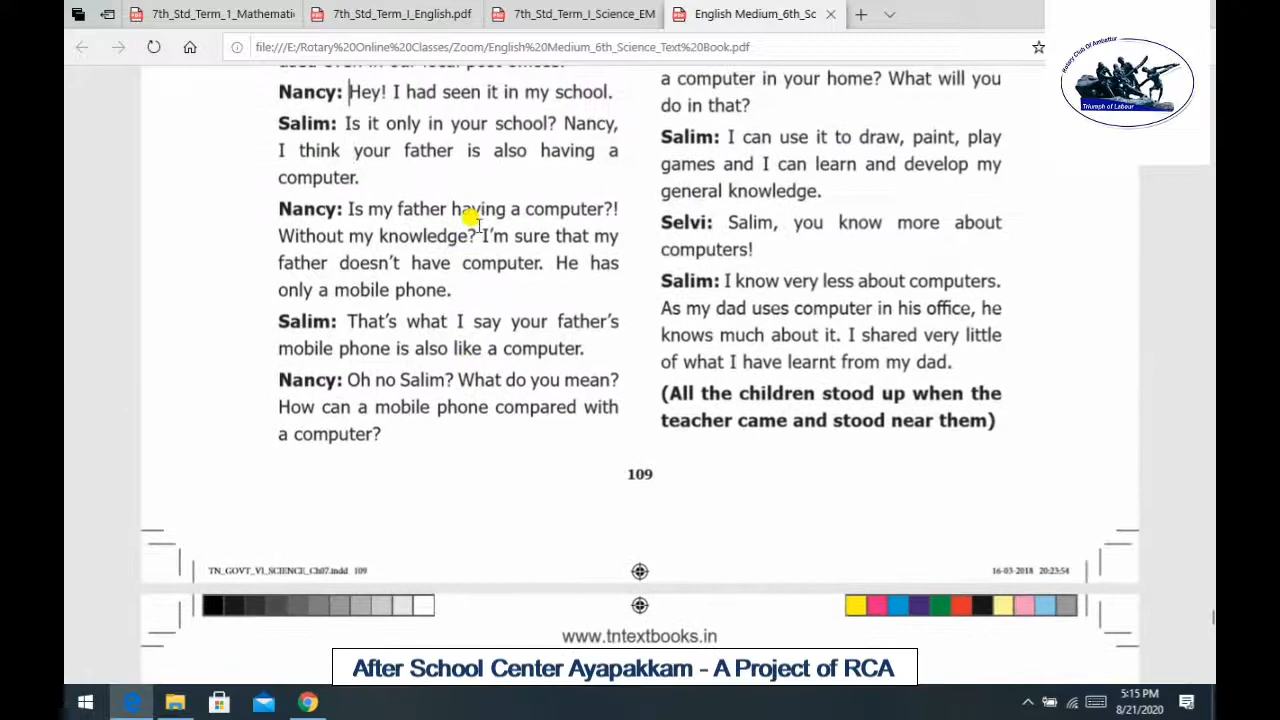 7th_Std_Term_1_Mathemati
7th_Std_Term_I_English.pdf
7th_Std_Term_I_Science_EM
English Medium_6th_Sc
file:///E:/Rotary%20Online%20Classes/Zoom/English%20Medium_6th_Science_Text%20Book.pdf
Rotary Club Of Ambattur
Triumph of Labour
Nancy: Hey! I had seen it in my school.
Salim: Is it only in your school? Nancy,
I think your father is also having a
computer.
Nancy: Is my father having a computer?!
Without my knowledge? I'm sure that my
father doesn't have computer. He has
only a mobile phone.
Salim: That's what I say your father's
mobile phone is also like a computer.
Nancy: Oh no Salim? What do you mean?
How can a mobile phone compared with
a computer?
a computer in your home? What will you
do in that?
Salim: I can use it to draw, paint, play
games and I can learn and develop my
general knowledge.
Selvi: Salim, you know more about
computers!
Salim: I know very less about computers.
As my dad uses computer in his office, he
knows much about it. I shared very little
of what I have learnt from my dad.
(All the children stood up when the
teacher came and stood near them)
109
TN_GOVT_VI_SCIENCE_Ch07.indd 109
16-03-2018 20:23:54
www.tntextbooks.in
After School Center Ayapakkam - A Project of RCA
5:15 PM
8/21/2020